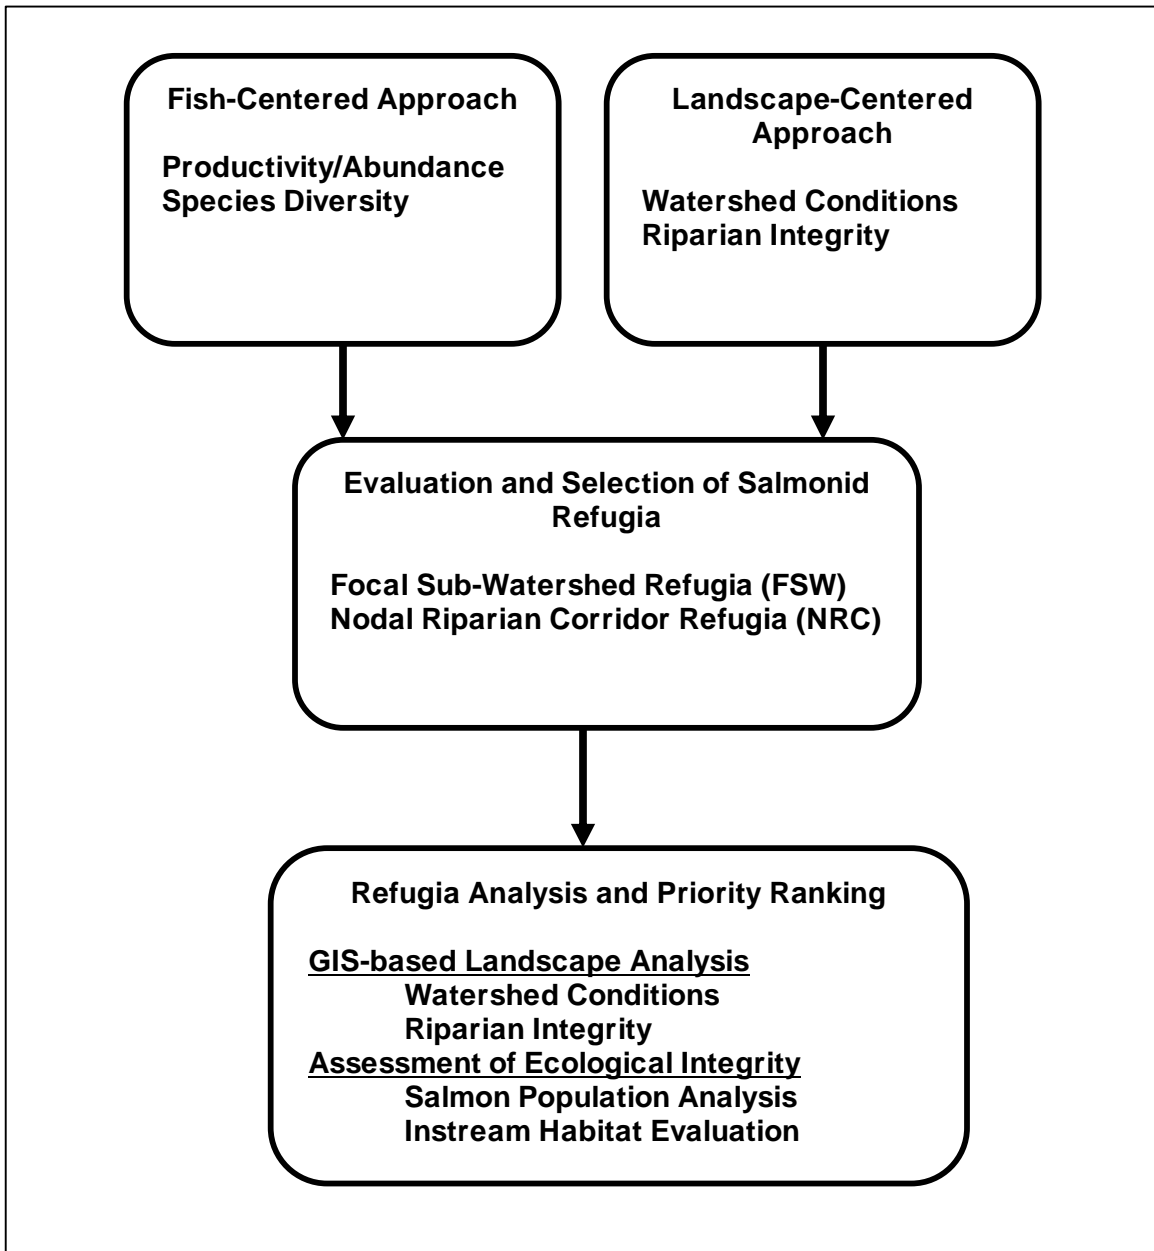 Fish-Centered Approach
Productivity/Abundance
Species Diversity
Landscape-Centered
Approach
Watershed Conditions
Riparian Integrity
Evaluation and Selection of Salmonid
Refugia
Focal Sub-Watershed Refugia (FSW)
Nodal Riparian Corridor Refugia (NRC)
Refugia Analysis and Priority Ranking
GIS-based Landscape Analysis
Watershed Conditions
Riparian Integrity
Assessment of Ecological Integrity
Salmon Population Analysis
Instream Habitat Evaluation